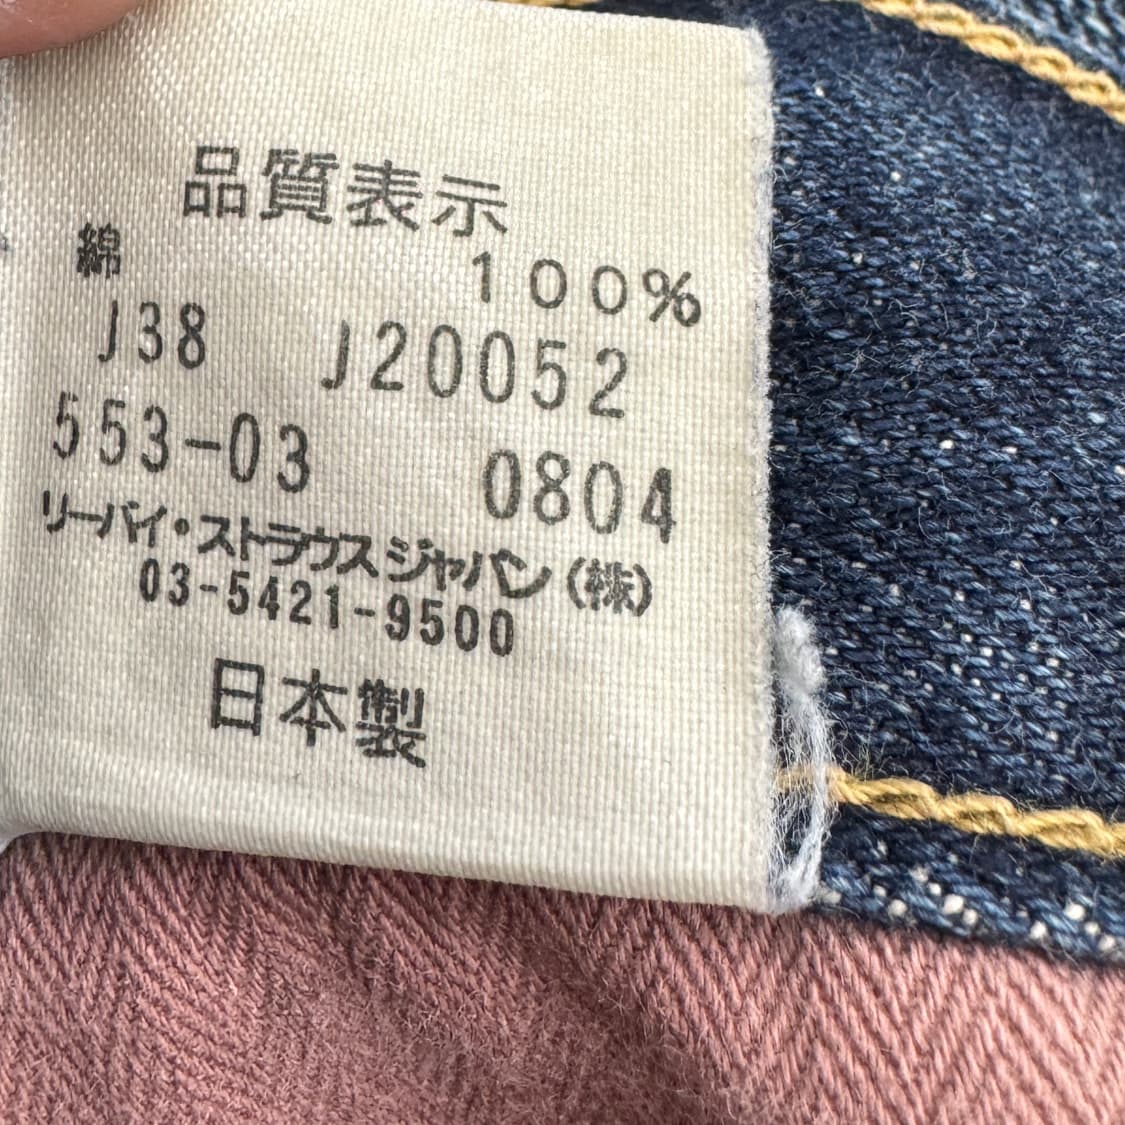 品質表示
綿
100%
J38 J20052
553-03 0804
リーバイ・ストラウス ジャパン (株)
03-5421-9500
日本製